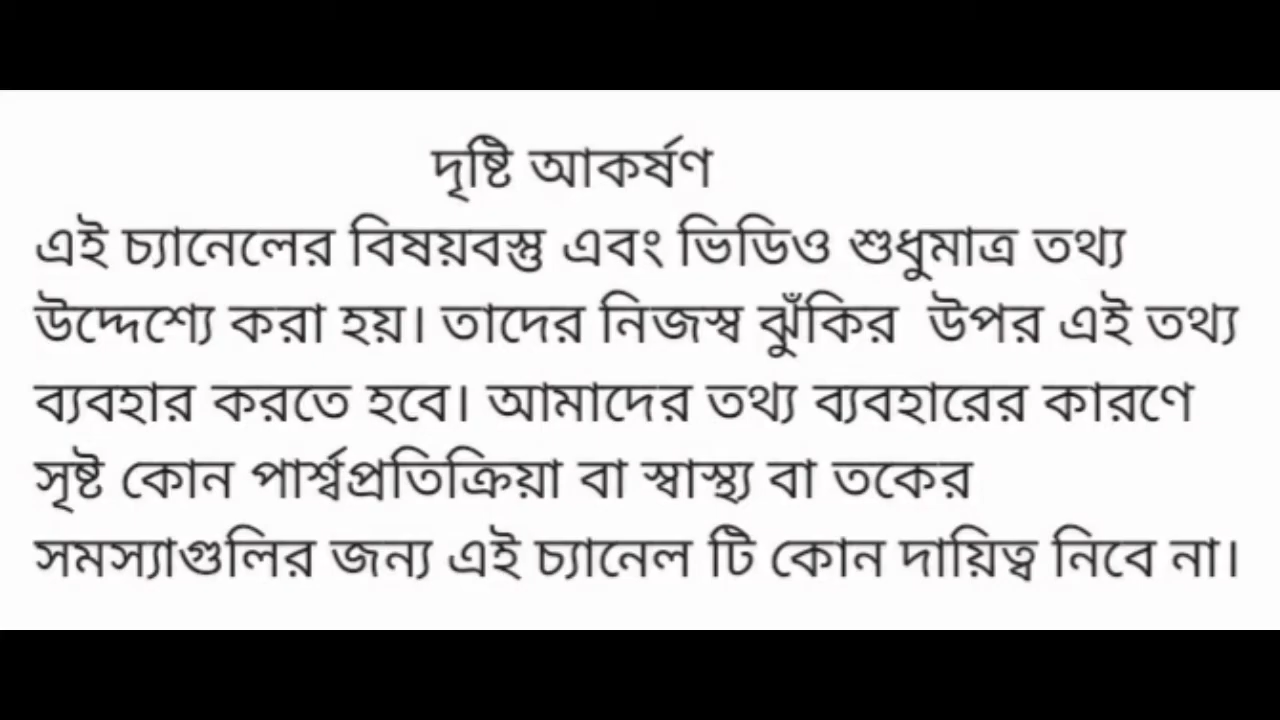 দৃষ্টি আকর্ষণ
এই চ্যানেলের বিষয়বস্তু এবং ভিডিও শুধুমাত্র তথ্য
উদ্দেশ্যে করা হয়। তাদের নিজস্ব ঝুঁকির উপর এই তথ্য
ব্যবহার করতে হবে। আমাদের তথ্য ব্যবহারের কারণে
সৃষ্ট কোন পার্শ্বপ্রতিক্রিয়া বা স্বাস্থ্য বা তকের
সমস্যাগুলির জন্য এই চ্যানেল টি কোন দায়িত্ব নিবে না।